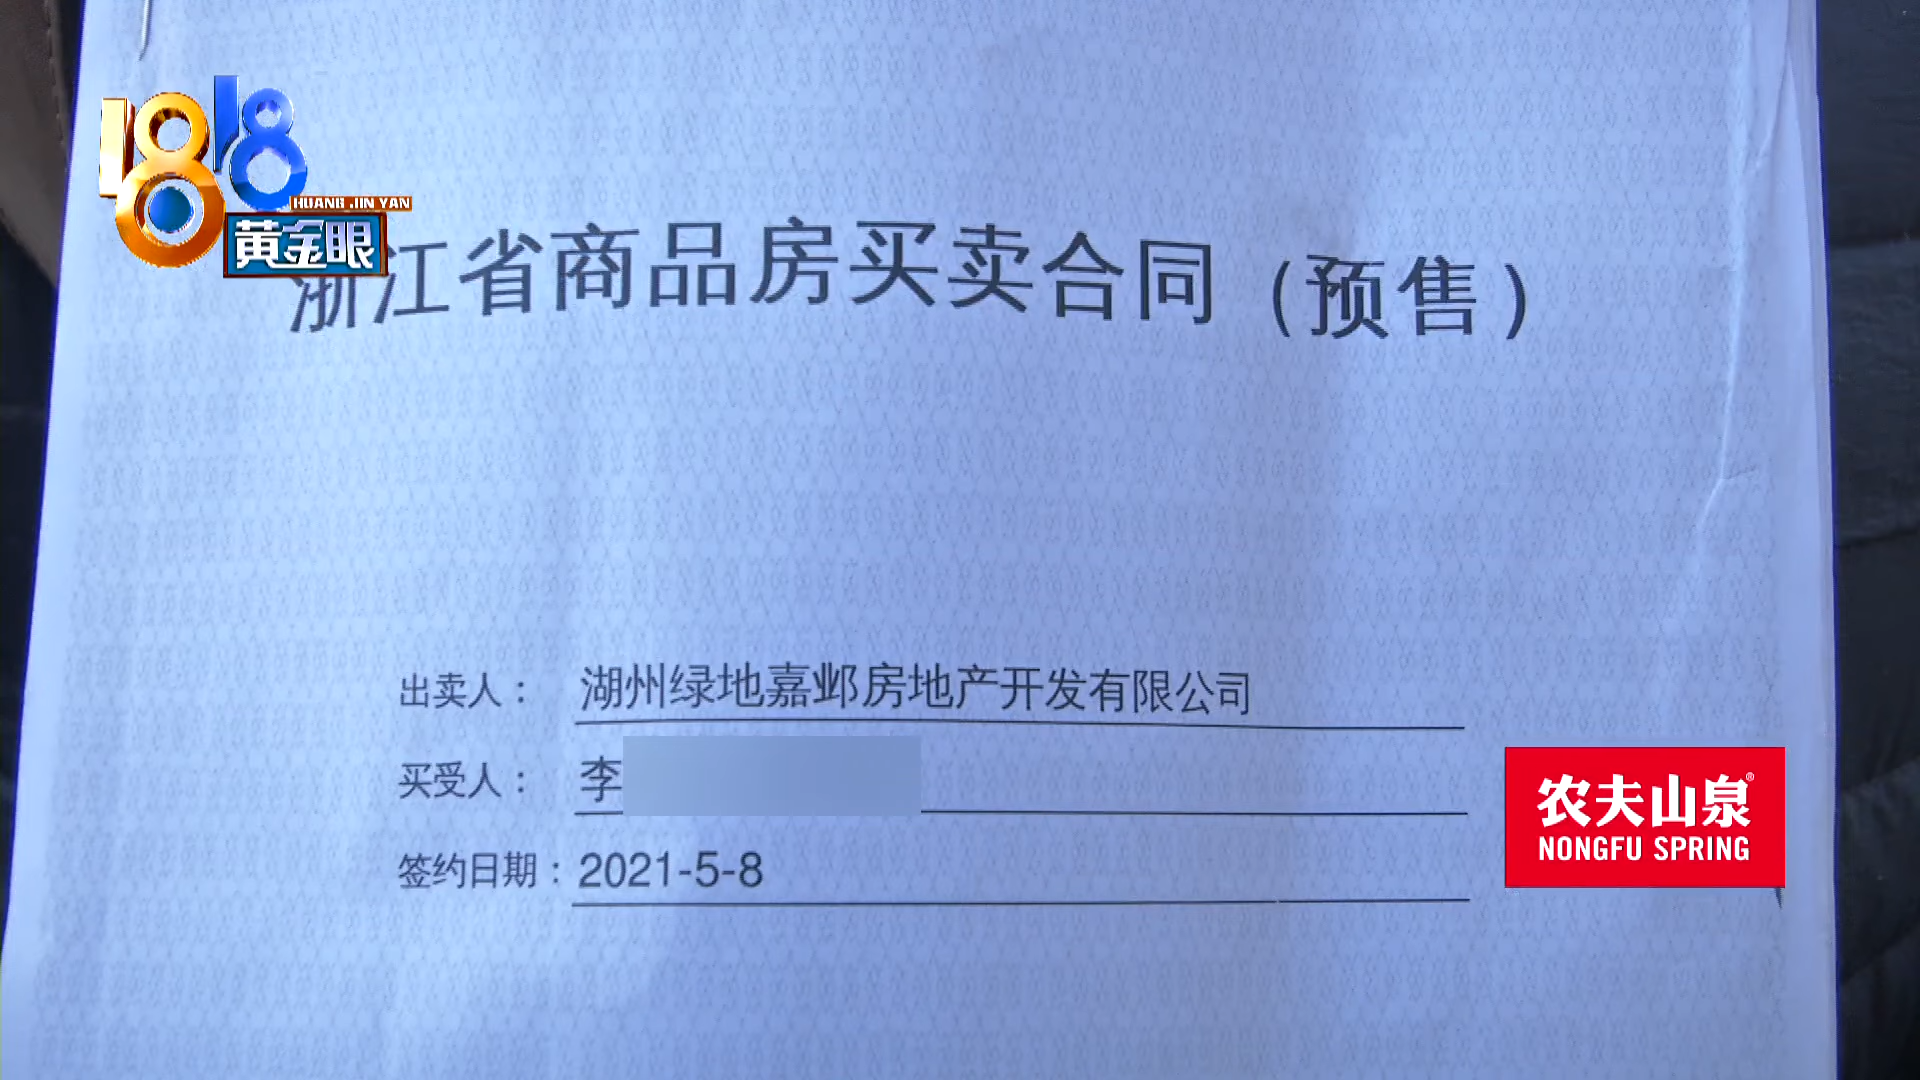 1818
HUANG JIN YAN
黄金眼
浙江省商品房买卖合同（预售）
出卖人：湖州绿地嘉邺房地产开发有限公司
买受人：李
签约日期：2021-5-8
农夫山泉®
NONGFU SPRING